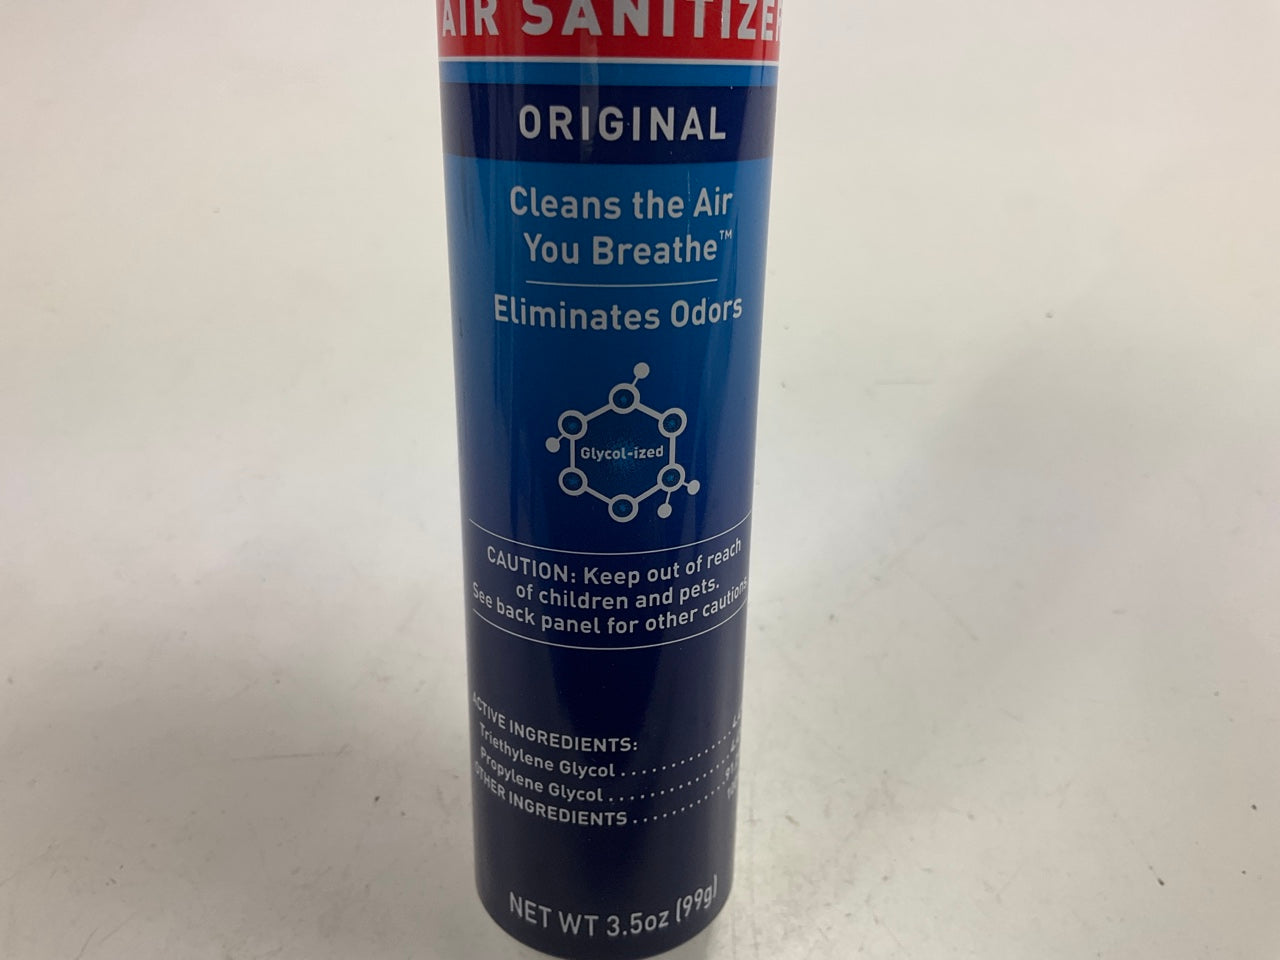 AIR SANITIZER
ORIGINAL
Cleans the Air
You Breathe™
Eliminates Odors
Glycol-ized
CAUTION: Keep out of reach
of children and pets.
See back panel for other cautions.
ACTIVE INGREDIENTS:
Triethylene Glycol
Propylene Glycol
OTHER INGREDIENTS
NET WT 3.5oz (99g)